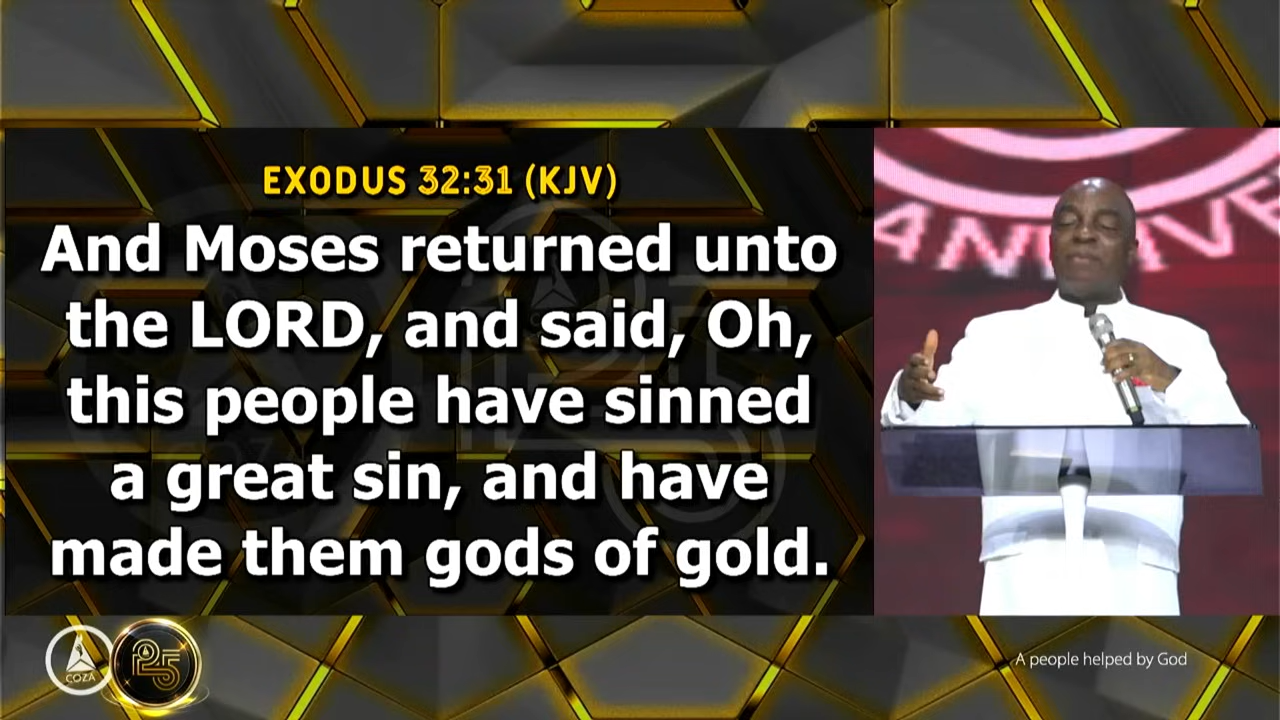 EXODUS 32:31 (KJV)
And Moses returned unto
the LORD, and said, Oh,
this people have sinned
a great sin, and have
made them gods of gold.
COZA
25
A people helped by God